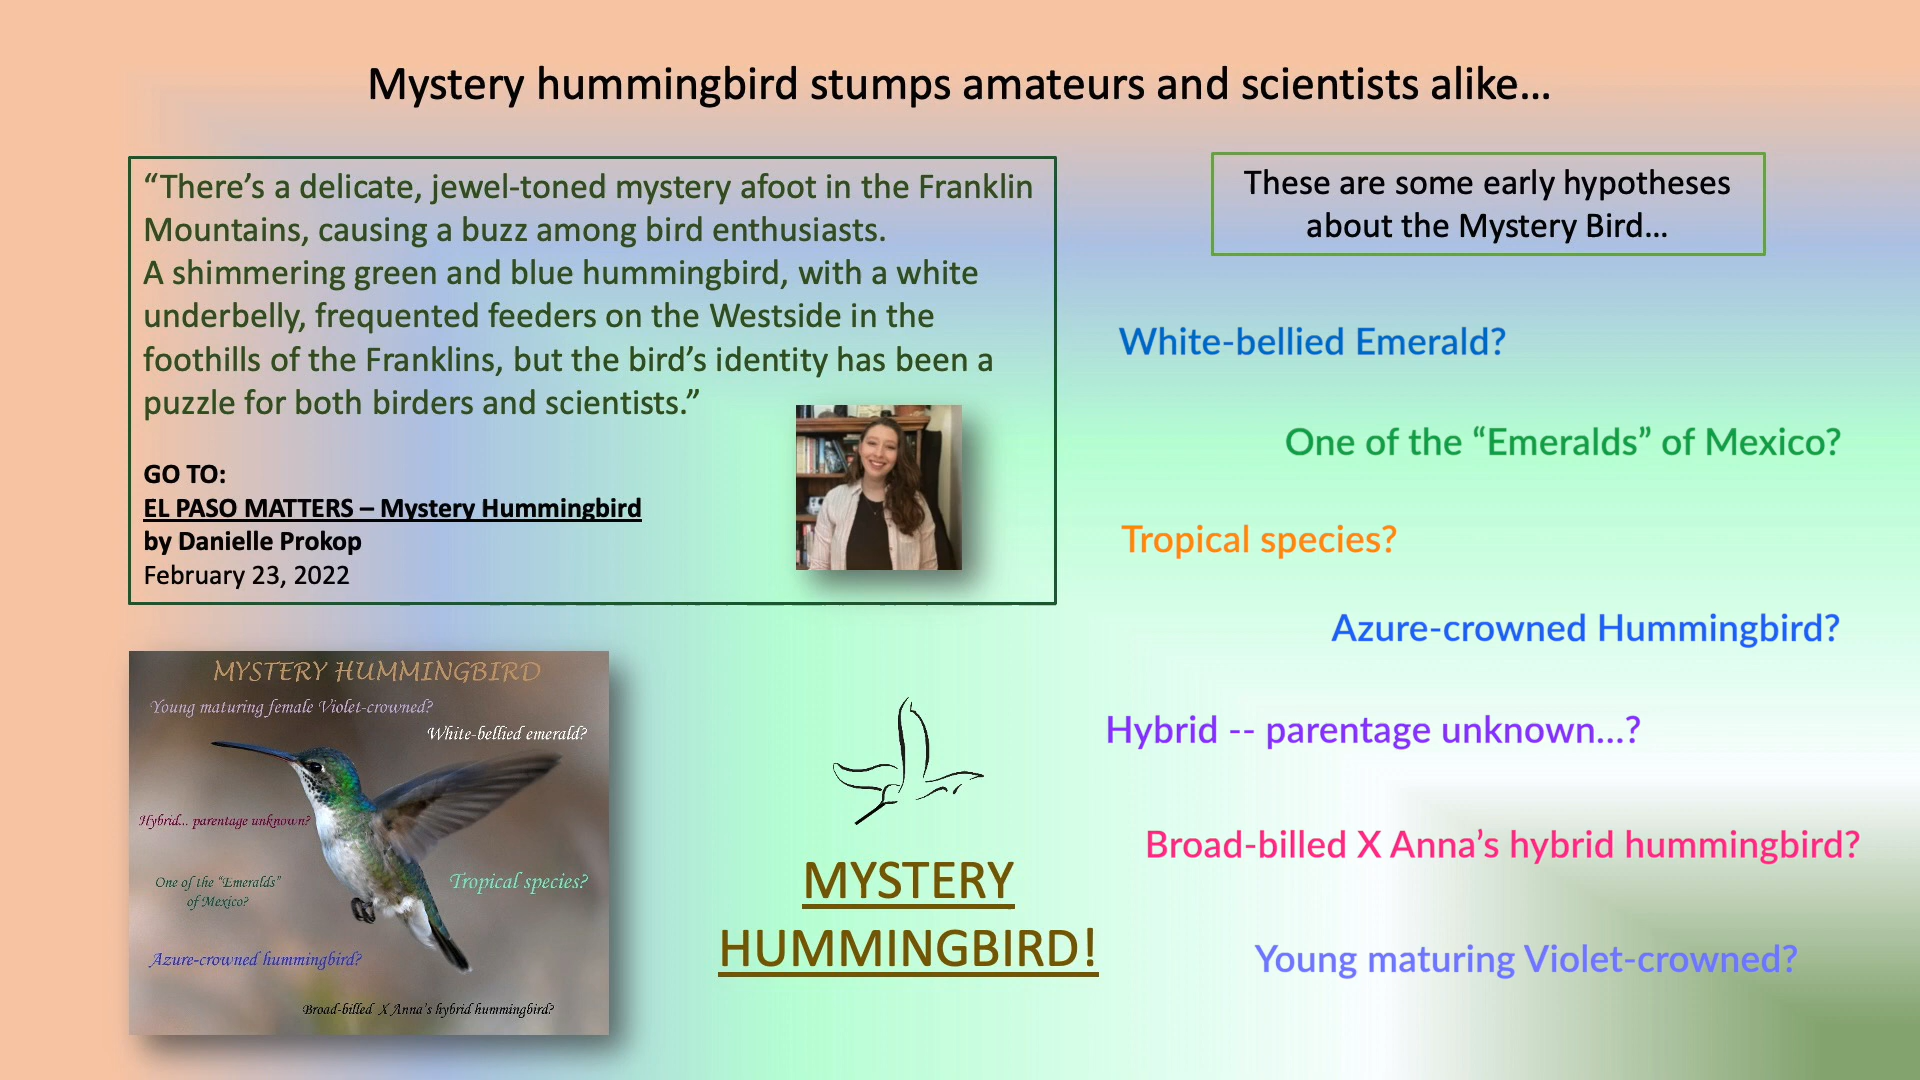 Mystery hummingbird stumps amateurs and scientists alike…
“There’s a delicate, jewel-toned mystery afoot in the Franklin
Mountains, causing a buzz among bird enthusiasts.
A shimmering green and blue hummingbird, with a white
underbelly, frequented feeders on the Westside in the
foothills of the Franklins, but the bird’s identity has been a
puzzle for both birders and scientists.”
GO TO:
EL PASO MATTERS – Mystery Hummingbird
by Danielle Prokop
February 23, 2022
These are some early hypotheses
about the Mystery Bird…
White-bellied Emerald?
One of the “Emeralds” of Mexico?
Tropical species?
Azure-crowned Hummingbird?
Hybrid -- parentage unknown…?
Broad-billed X Anna’s hybrid hummingbird?
Young maturing Violet-crowned?
MYSTERY HUMMINGBIRD
Young maturing female Violet-crowned?
White-bellied emerald?
Hybrid... parentage unknown?
One of the “Emeralds”
of Mexico?
Tropical species?
Azure-crowned hummingbird?
Broad-billed X Anna’s hybrid hummingbird?
MYSTERY
HUMMINGBIRD!